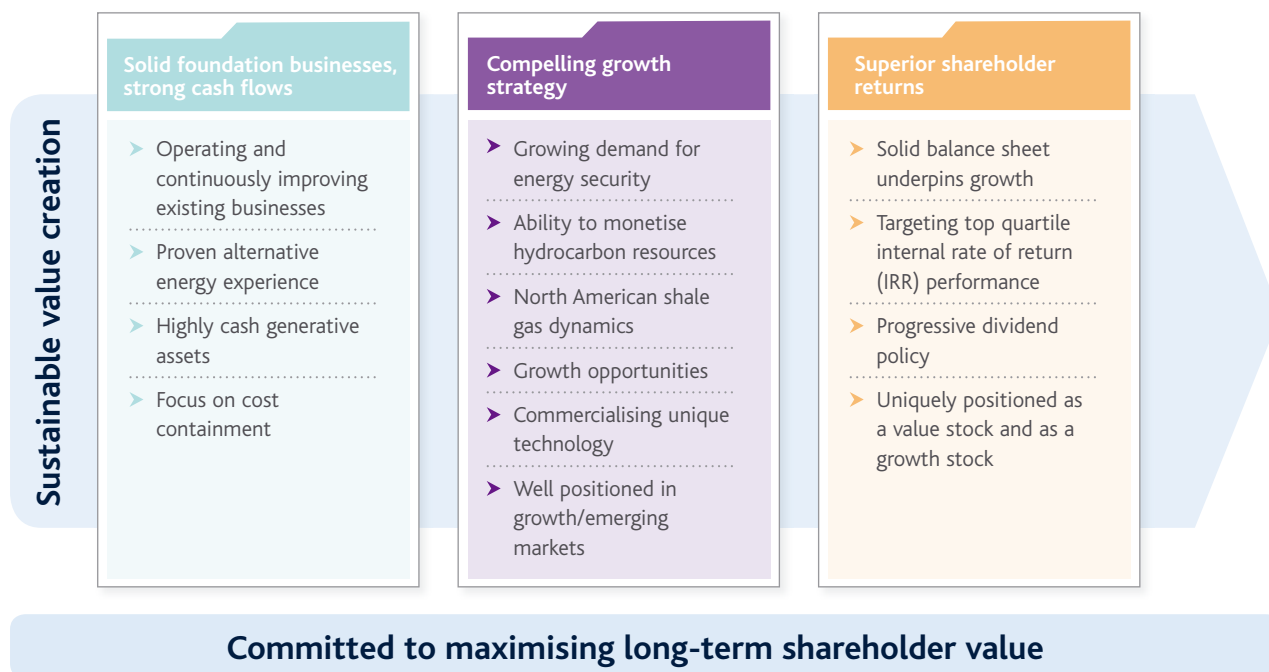 Sustainable value creation
Solid foundation businesses,
strong cash flows
Operating and
continuously improving
existing businesses
Proven alternative
energy experience
Highly cash generative
assets
Focus on cost
containment
Compelling growth
strategy
Growing demand for
energy security
Ability to monetise
hydrocarbon resources
North American shale
gas dynamics
Growth opportunities
Commercialising unique
technology
Well positioned in
growth/emerging
markets
Superior shareholder
returns
Solid balance sheet
underpins growth
Targeting top quartile
internal rate of return
(IRR) performance
Progressive dividend
policy
Uniquely positioned as
a value stock and as a
growth stock
Committed to maximising long-term shareholder value